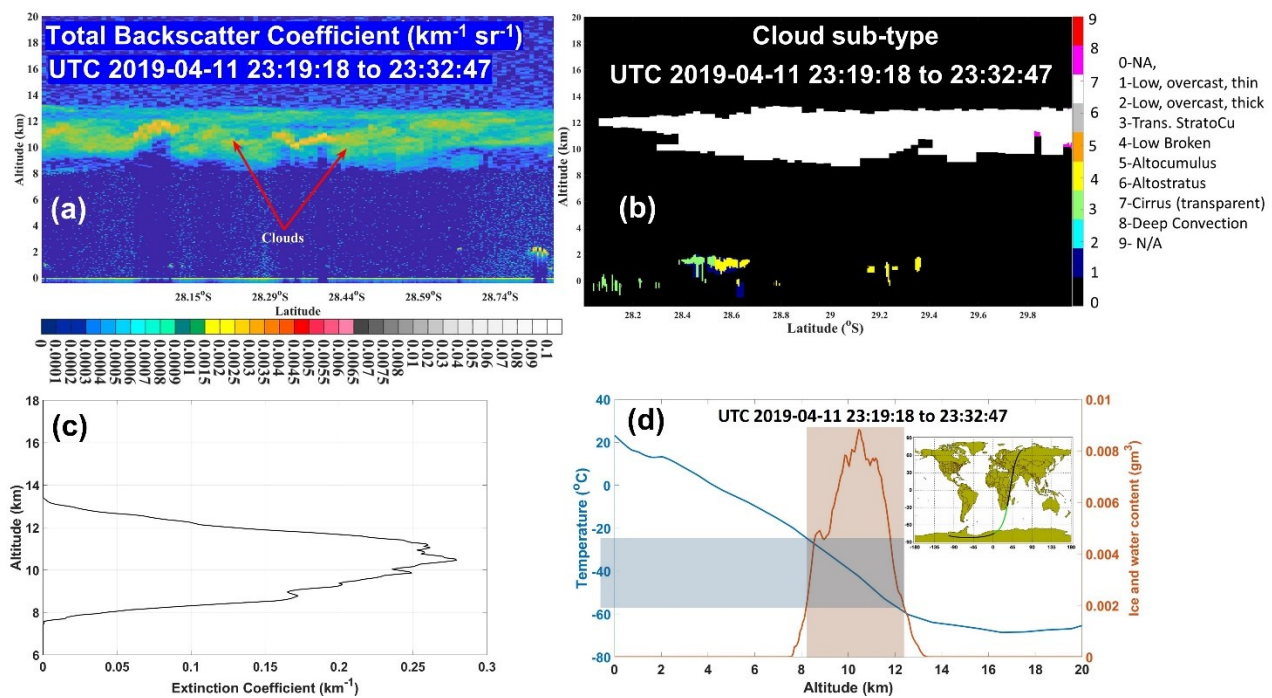 Total Backscatter Coefficient (km⁻¹ sr⁻¹)
UTC 2019-04-11 23:19:18 to 23:32:47
20
18
16
14
12
10
8
6
4
2
0
Altitude (km)
(a)
Clouds
28.15°S 28.29°S 28.44°S 28.59°S 28.74°S
Latitude
0 0.0001 0.0002 0.0003 0.0004 0.0005 0.0006 0.0007 0.0008 0.0009 0.001 0.0015 0.002 0.0025 0.003 0.0035 0.004 0.0045 0.005 0.0055 0.006 0.0065 0.007 0.0075 0.008 0.01 0.02 0.03 0.04 0.05 0.06 0.07 0.08 0.09 0.1
Cloud sub-type
UTC 2019-04-11 23:19:18 to 23:32:47
20
18
16
14
12
10
8
6
4
2
0
Altitude (km)
(b)
28.2 28.4 28.6 28.8 29 29.2 29.4 29.6 29.8
Latitude (°S)
9
8
7
6
5
4
3
2
1
0
0-NA,
1-Low, overcast, thin
2-Low, overcast, thick
3-Trans. StratoCu
4-Low Broken
5-Altocumulus
6-Altostratus
7-Cirrus (transparent)
8-Deep Convection
9- N/A
(c)
18
16
14
12
10
8
6
Altitude (km)
0 0.05 0.1 0.15 0.2 0.25 0.3
Extinction Coefficient (km⁻¹)
(d)
UTC 2019-04-11 23:19:18 to 23:32:47
40
20
0
-20
-40
-60
-80
Temperature (°C)
0.01
0.008
0.006
0.004
0.002
0
Ice and water content (gm³)
0 2 4 6 8 10 12 14 16 18 20
Altitude (km)